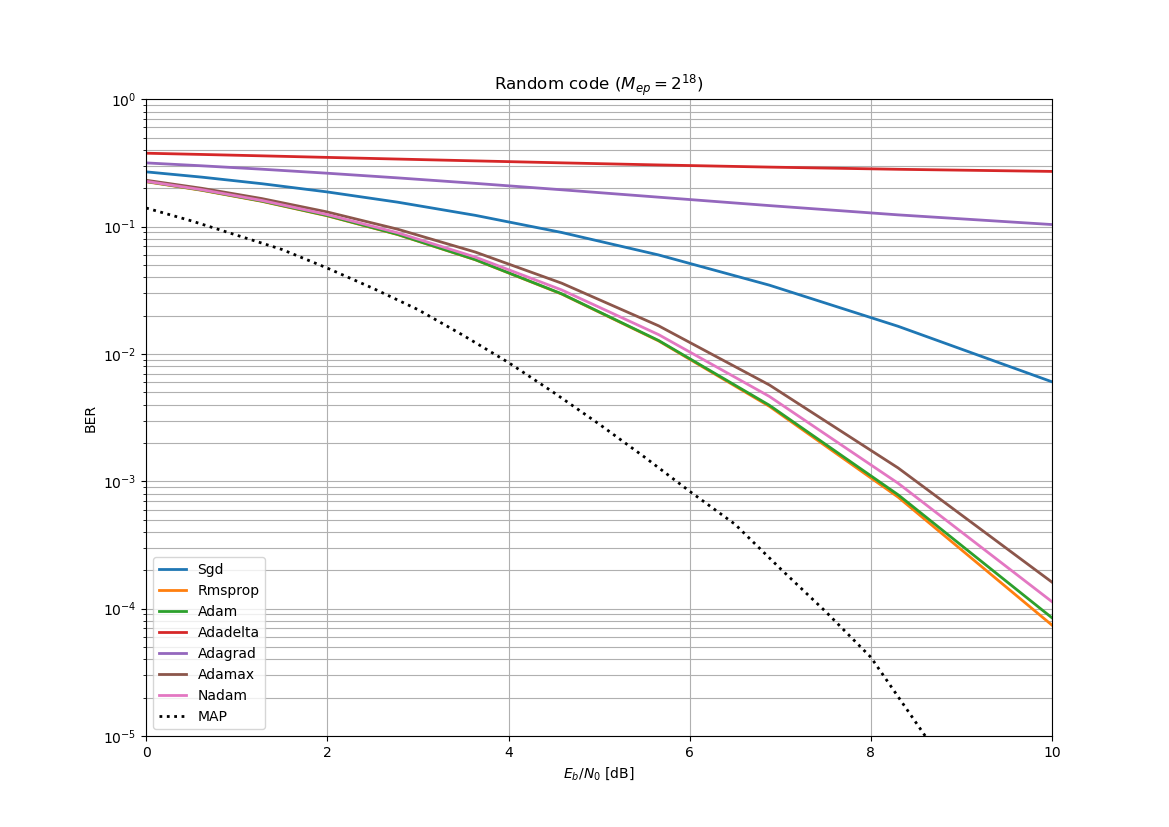 Random code (M_ep = 2^18)
10^0
10^-1
10^-2
10^-3
10^-4
10^-5
BER
Sgd
Rmsprop
Adam
Adadelta
Adagrad
Adamax
Nadam
MAP
0 2 4 6 8 10
E_b/N_0 [dB]